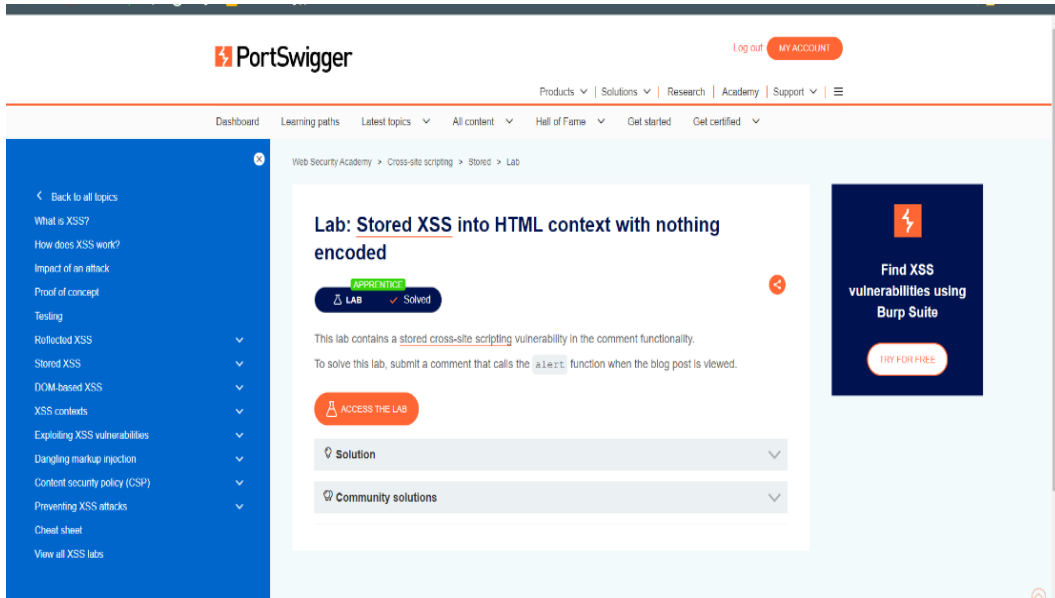 PortSwigger
Log out MY ACCOUNT
Products | Solutions | Research | Academy | Support |
Dashboard Learning paths Latest topics All content Hall of Fame Get started Get certified
Web Security Academy > Cross-site scripting > Stored > Lab
Back to all topics
What is XSS?
How does XSS work?
Impact of an attack
Proof of concept
Testing
Reflected XSS
Stored XSS
DOM-based XSS
XSS contexts
Exploiting XSS vulnerabilities
Dangling markup injection
Content security policy (CSP)
Preventing XSS attacks
Cheat sheet
View all XSS labs
Lab: Stored XSS into HTML context with nothing
encoded
APPRENTICE
LAB Solved
This lab contains a stored cross-site scripting vulnerability in the comment functionality.
To solve this lab, submit a comment that calls the alert function when the blog post is viewed.
ACCESS THE LAB
Solution
Community solutions
Find XSS
vulnerabilities using
Burp Suite
TRY FOR FREE